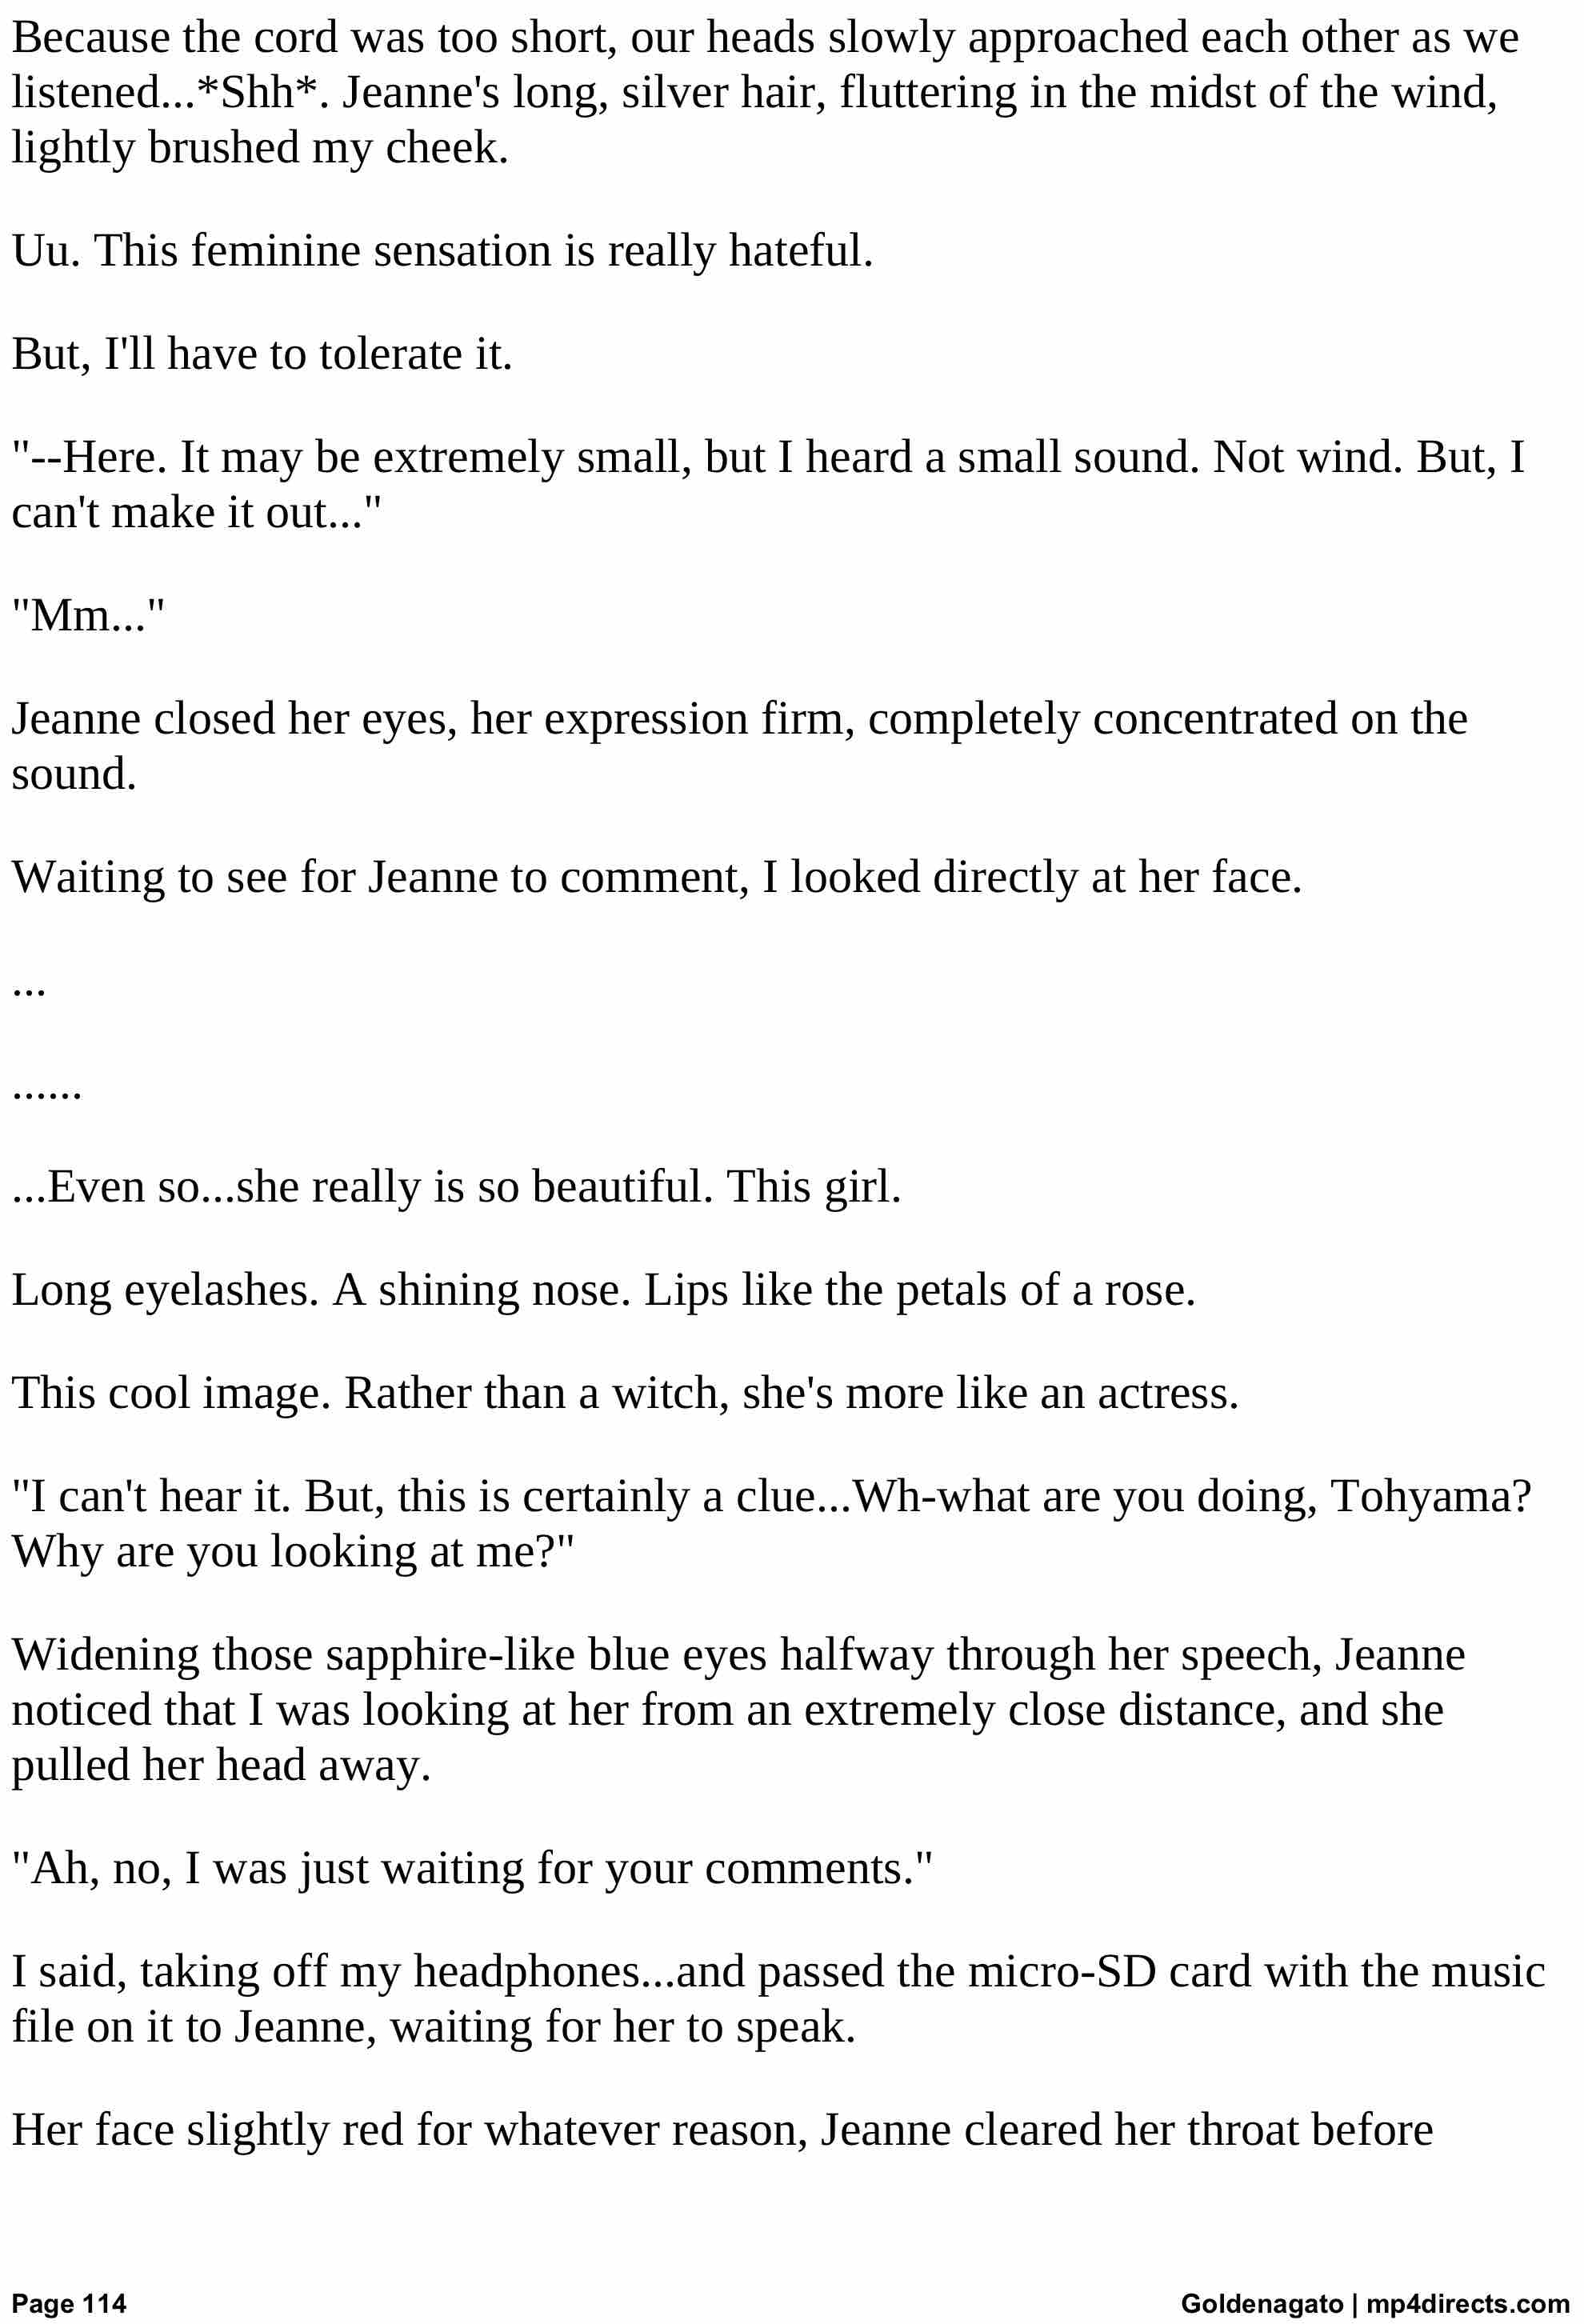 Because the cord was too short, our heads slowly approached each other as we
listened...*Shh*. Jeanne's long, silver hair, fluttering in the midst of the wind,
lightly brushed my cheek.
Uu. This feminine sensation is really hateful.
But, I'll have to tolerate it.
"--Here. It may be extremely small, but I heard a small sound. Not wind. But, I
can't make it out..."
"Mm..."
Jeanne closed her eyes, her expression firm, completely concentrated on the
sound.
Waiting to see for Jeanne to comment, I looked directly at her face.
...
......
...Even so...she really is so beautiful. This girl.
Long eyelashes. A shining nose. Lips like the petals of a rose.
This cool image. Rather than a witch, she's more like an actress.
"I can't hear it. But, this is certainly a clue...Wh-what are you doing, Tohyama?
Why are you looking at me?"
Widening those sapphire-like blue eyes halfway through her speech, Jeanne
noticed that I was looking at her from an extremely close distance, and she
pulled her head away.
"Ah, no, I was just waiting for your comments."
I said, taking off my headphones...and passed the micro-SD card with the music
file on it to Jeanne, waiting for her to speak.
Her face slightly red for whatever reason, Jeanne cleared her throat before
Page 114 Goldenagato | mp4directs.com